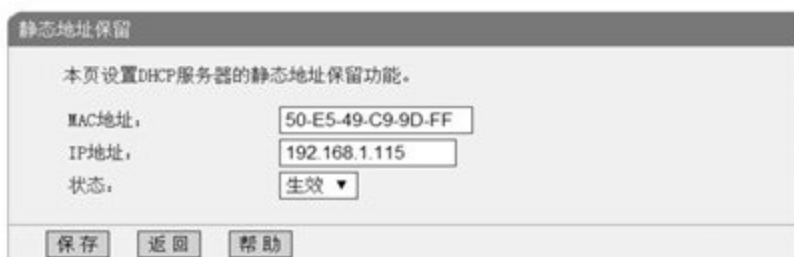 静态地址保留
本页设置DHCP服务器的静态地址保留功能。
MAC地址： 50-E5-49-C9-9D-FF
IP地址： 192.168.1.115
状态： 生效 ▼
保存 返回 帮助